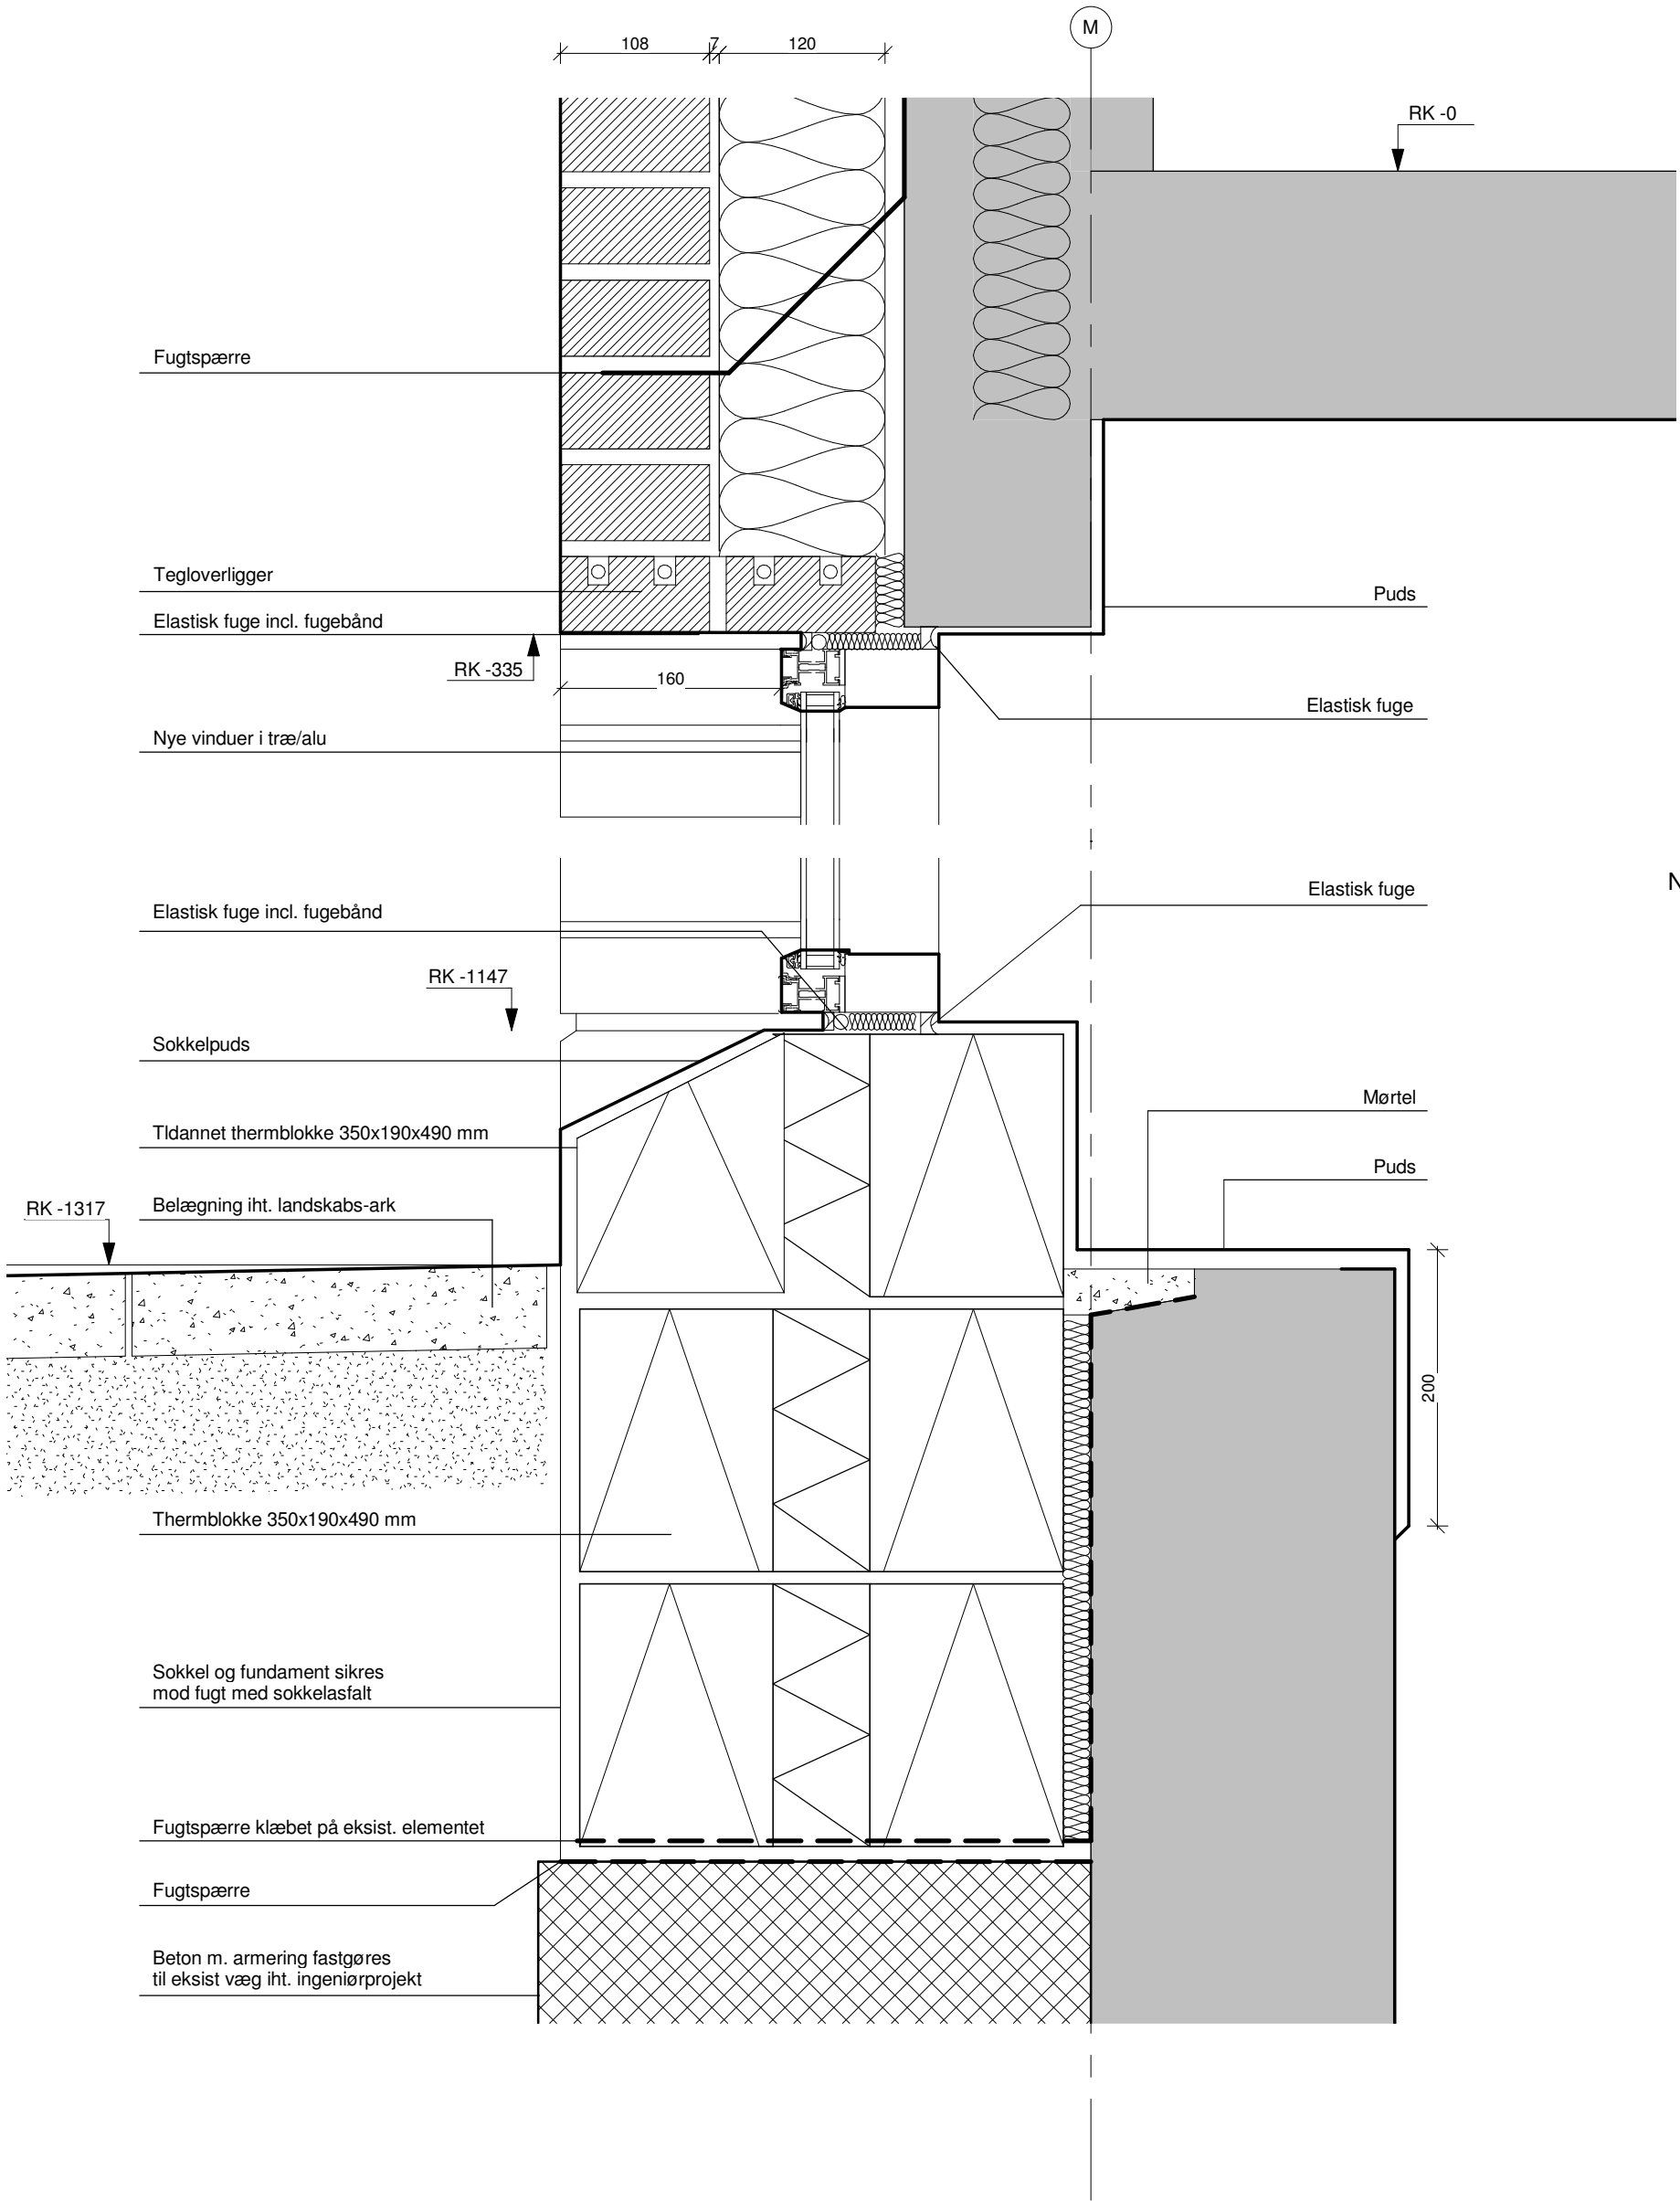 M
108
7
120
RK -0
Fugtspærre
Tegloverligger
Puds
Elastisk fuge incl. fugebånd
RK -335
160
Elastisk fuge
Nye vinduer i træ/alu
N
Elastisk fuge
Elastisk fuge incl. fugebånd
RK -1147
Sokkelpuds
Mørtel
Tldannet thermblokke 350x190x490 mm
Puds
Belægning iht. landskabs-ark
RK -1317
200
Thermblokke 350x190x490 mm
Sokkel og fundament sikres
mod fugt med sokkelasfalt
Fugtspærre klæbet på eksist. elementet
Fugtspærre
Beton m. armering fastgøres
til eksist væg iht. ingeniørprojekt